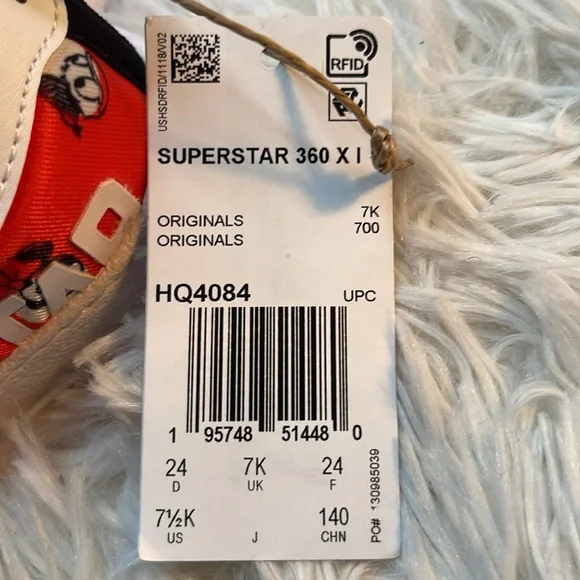 USHSDRFID/1118/V02
RFID
SUPERSTAR 360 X I
ORIGINALS 7K
ORIGINALS 700
HQ4084 UPC
1 95748 51448 0
24 7K 24
D UK F
7½K 140
US J CHN
PO# 130985039